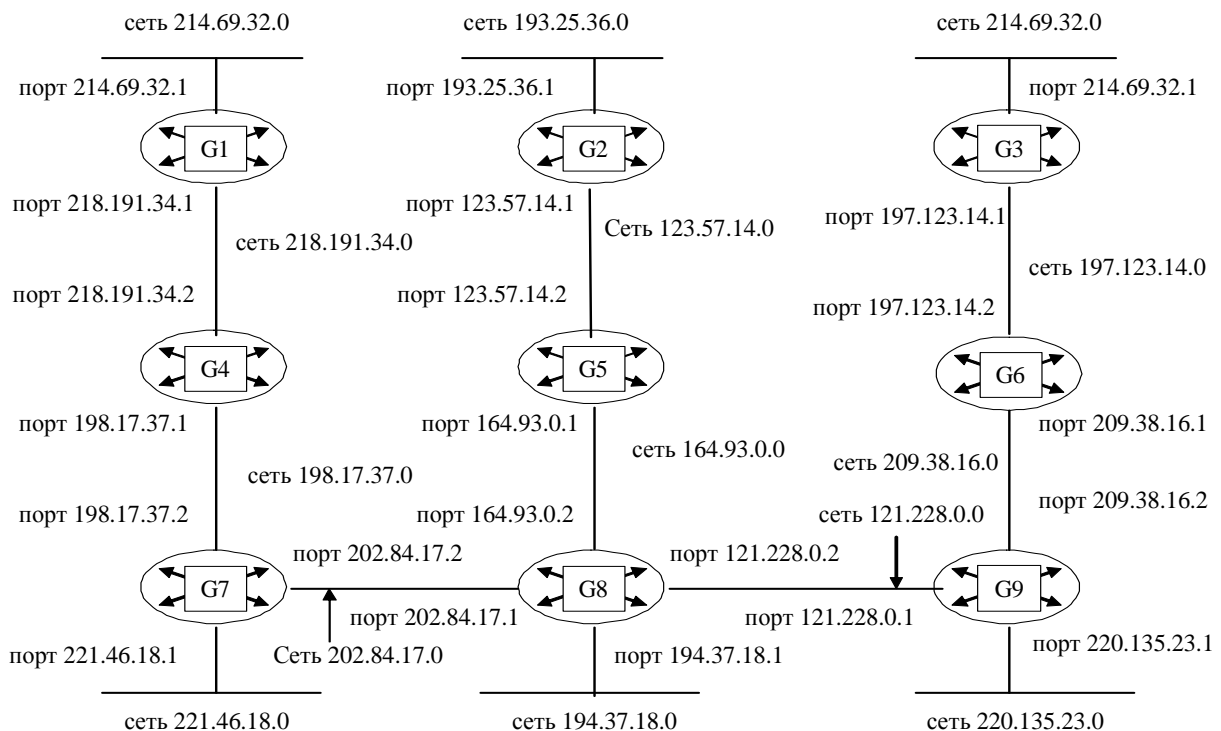 сеть 214.69.32.0
сеть 193.25.36.0
сеть 214.69.32.0
порт 214.69.32.1
порт 193.25.36.1
порт 214.69.32.1
G1
G2
G3
порт 218.191.34.1
порт 123.57.14.1
порт 197.123.14.1
сеть 218.191.34.0
Сеть 123.57.14.0
сеть 197.123.14.0
порт 218.191.34.2
порт 123.57.14.2
порт 197.123.14.2
G4
G5
G6
порт 198.17.37.1
порт 164.93.0.1
порт 209.38.16.1
сеть 198.17.37.0
сеть 164.93.0.0
сеть 209.38.16.0
порт 198.17.37.2
порт 164.93.0.2
сеть 121.228.0.0
порт 209.38.16.2
порт 202.84.17.2
порт 121.228.0.2
G7
G8
G9
порт 202.84.17.1
порт 121.228.0.1
порт 221.46.18.1
Сеть 202.84.17.0
порт 194.37.18.1
порт 220.135.23.1
сеть 221.46.18.0
сеть 194.37.18.0
сеть 220.135.23.0